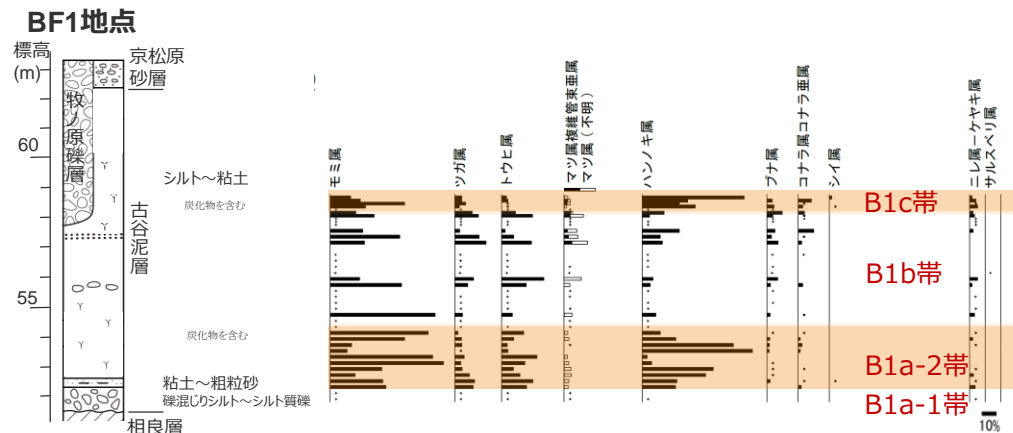 BF1地点
標高
(m)
60
55
京松原
砂層
牧ノ原礫層
古谷泥層
シルト〜粘土
炭化物を含む
炭化物を含む
粘土〜粗粒砂
礫混じりシルト〜シルト質礫
相良層
モミ属
ツガ属
トウヒ属
マツ属複維管束亜属
マツ属(不明)
ハンノキ属
ブナ属
コナラ属コナラ亜属
シイ属
ニレ属ーケヤキ属
サルスベリ属
B1c帯
B1b帯
B1a-2帯
B1a-1帯
10%